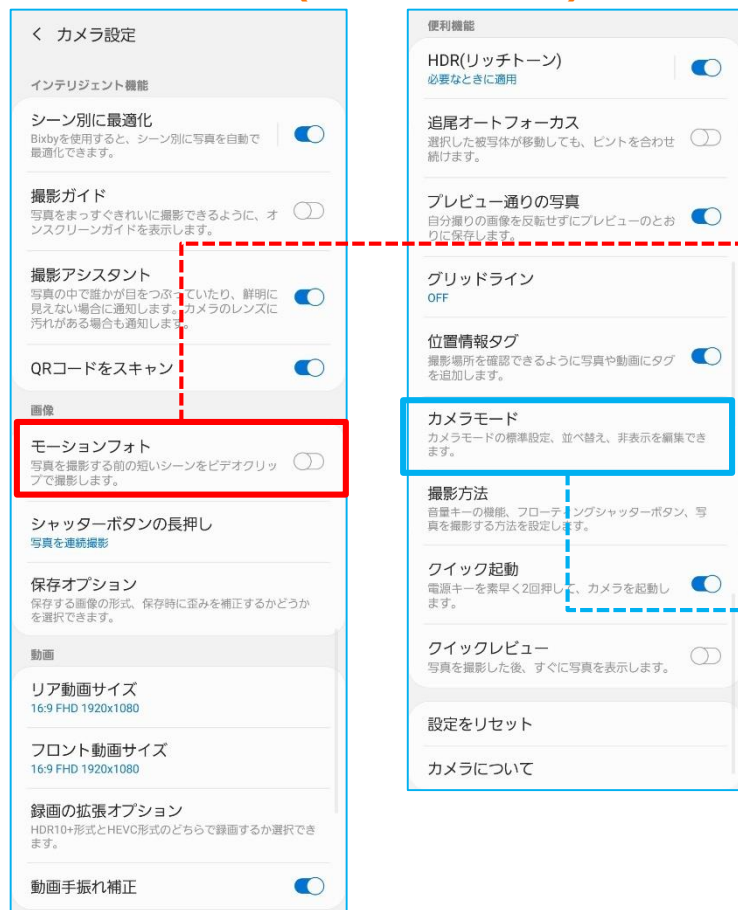 カメラ設定
インテリジェント機能
シーン別に最適化
Bixbyを使用すると、シーン別に写真を自動で
最適化できます。
撮影ガイド
写真をまっすぐきれいに撮影できるように、オ
ンスクリーンガイドを表示します。
撮影アシスタント
写真の中で誰かが目をつぶっていたり、鮮明に
見えない場合に通知します。カメラのレンズに
汚れがある場合も通知します。
QRコードをスキャン
画像
モーションフォト
写真を撮影する前の短いシーンをビデオクリッ
プで撮影します。
シャッターボタンの長押し
写真を連続撮影
保存オプション
保存する画像の形式、保存時に歪みを補正するかどうか
を選択できます。
動画
リア動画サイズ
16:9 FHD 1920x1080
フロント動画サイズ
16:9 FHD 1920x1080
録画の拡張オプション
HDR10+形式とHEVC形式のどちらで録画するか選択でき
ます。
動画手振れ補正
便利機能
HDR(リッチトーン)
必要なときに適用
追尾オートフォーカス
選択した被写体が移動しても、ピントを合わせ
続けます。
プレビュー通りの写真
自分撮りの画像を反転せずにプレビューのとお
りに保存します。
グリッドライン
OFF
位置情報タグ
撮影場所を確認できるように写真や動画にタグ
を追加します。
カメラモード
カメラモードの標準設定、並べ替え、非表示を編集でき
ます。
撮影方法
音量キーの機能、フローティングシャッターボタン、写
真を撮影する方法を設定します。
クイック起動
電源キーを素早く2回押して、カメラを起動し
ます。
クイックレビュー
写真を撮影した後、すぐに写真を表示します。
設定をリセット
カメラについて